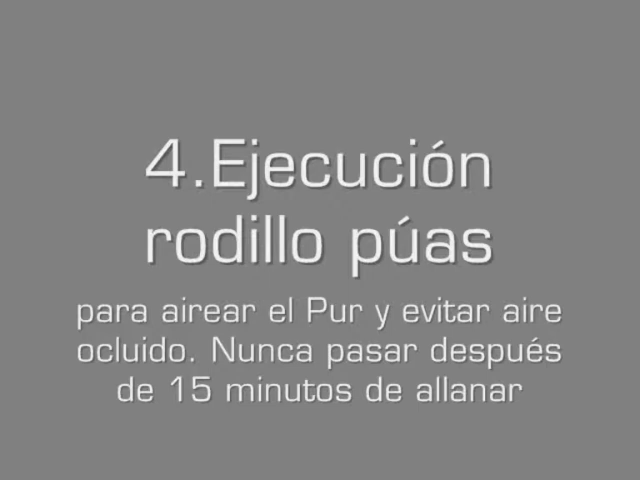 4.Ejecución
rodillo púas
para airear el Pur y evitar aire
ocluido. Nunca pasar después
de 15 minutos de allanar